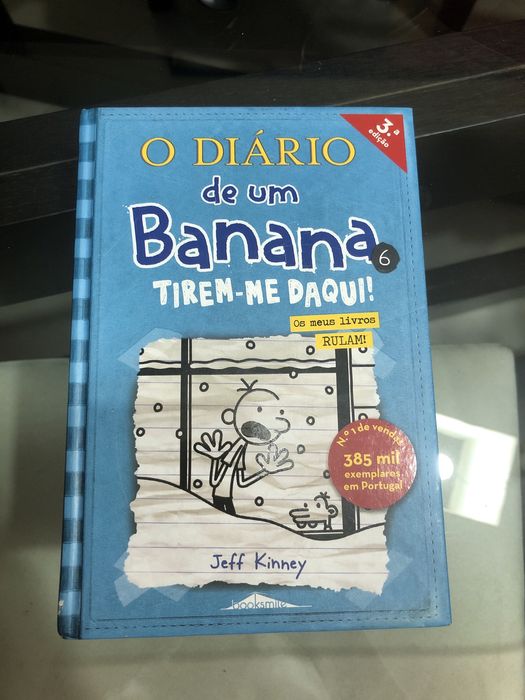 3.ª
edição
O DIÁRIO
de um
Banana
6
TIREM-ME DAQUI!
Os meus livros
RULAM!
N.º 1 de vendas
385 mil
exemplares
em Portugal
Jeff Kinney
booksmile